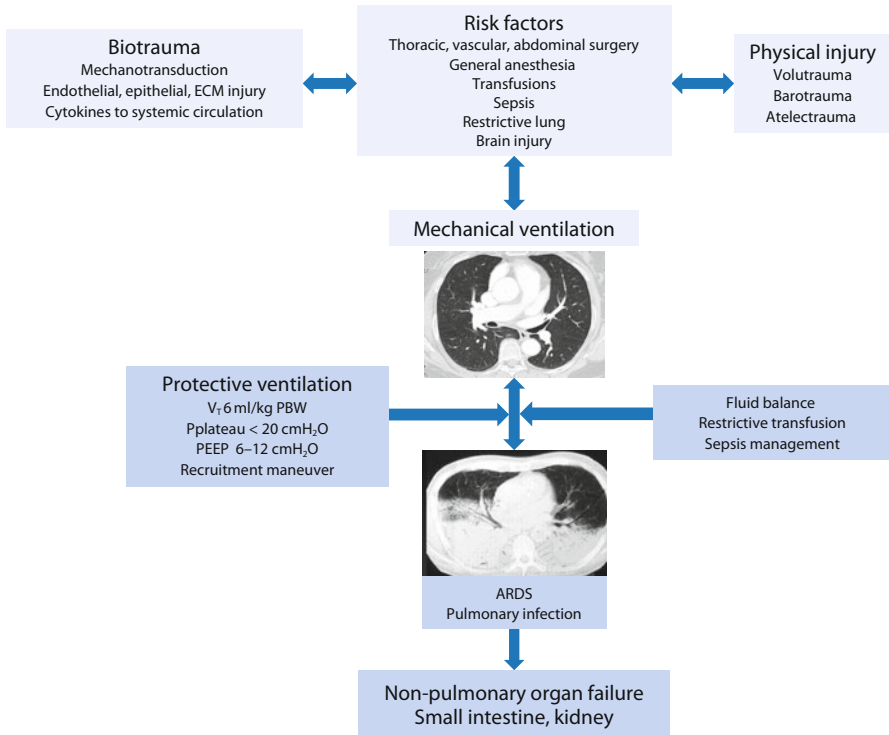 Biotrauma
Mechanotransduction
Endothelial, epithelial, ECM injury
Cytokines to systemic circulation
Risk factors
Thoracic, vascular, abdominal surgery
General anesthesia
Transfusions
Sepsis
Restrictive lung
Brain injury
Physical injury
Volutrauma
Barotrauma
Atelectrauma
Mechanical ventilation
Protective ventilation
V_T 6 ml/kg PBW
Pplateau < 20 cmH₂O
PEEP 6–12 cmH₂O
Recruitment maneuver
Fluid balance
Restrictive transfusion
Sepsis management
ARDS
Pulmonary infection
Non-pulmonary organ failure
Small intestine, kidney